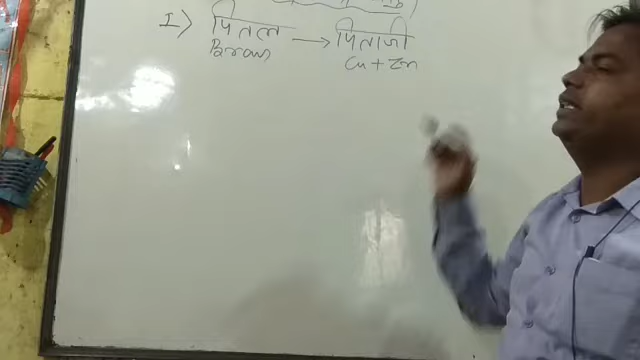 I> पितल → पिताजी
Brass Cu + Zn